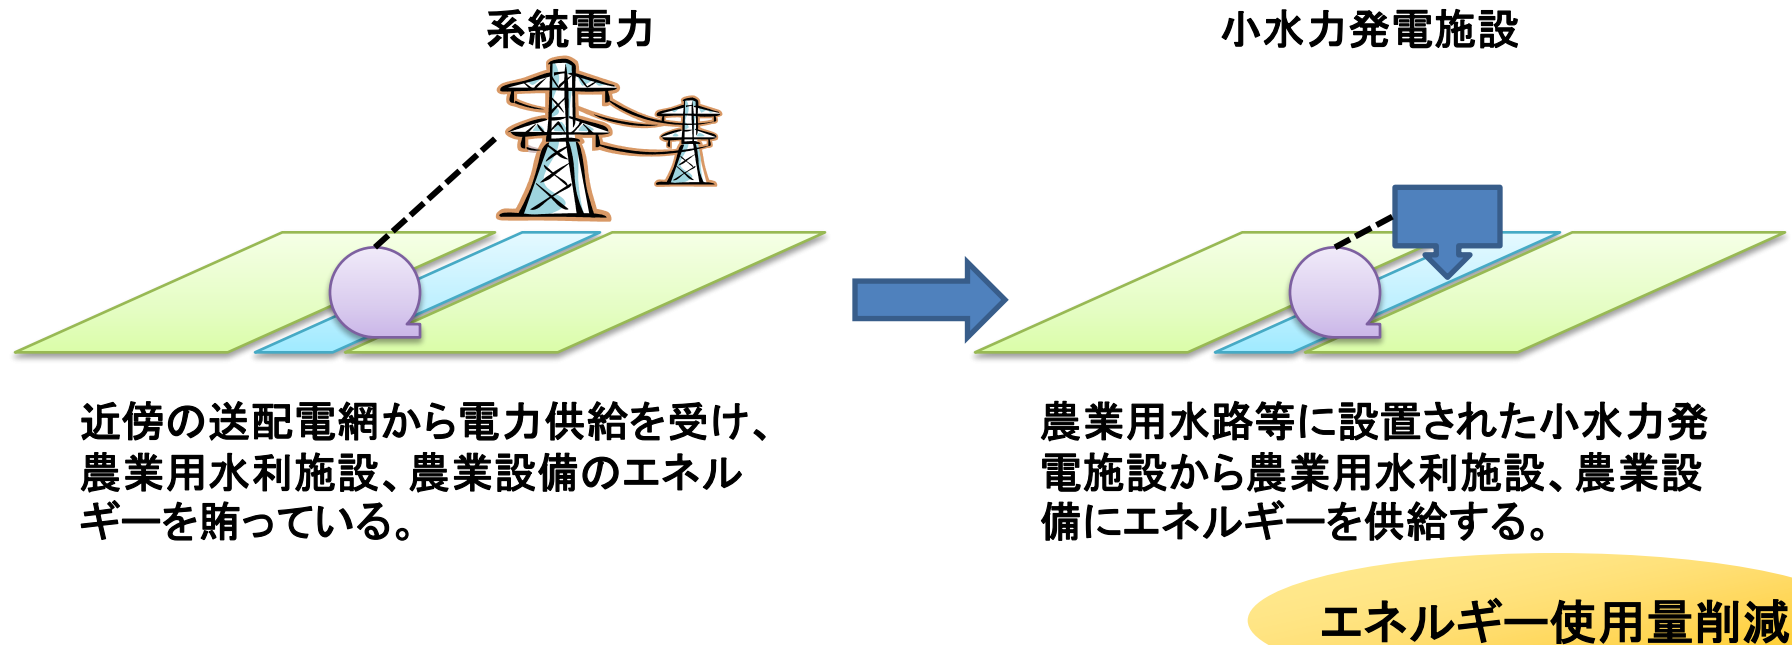 系統電力
小水力発電施設
近傍の送配電網から電力供給を受け、
農業用水利施設、農業設備のエネル
ギーを賄っている。
農業用水路等に設置された小水力発
電施設から農業用水利施設、農業設
備にエネルギーを供給する。
エネルギー使用量削減